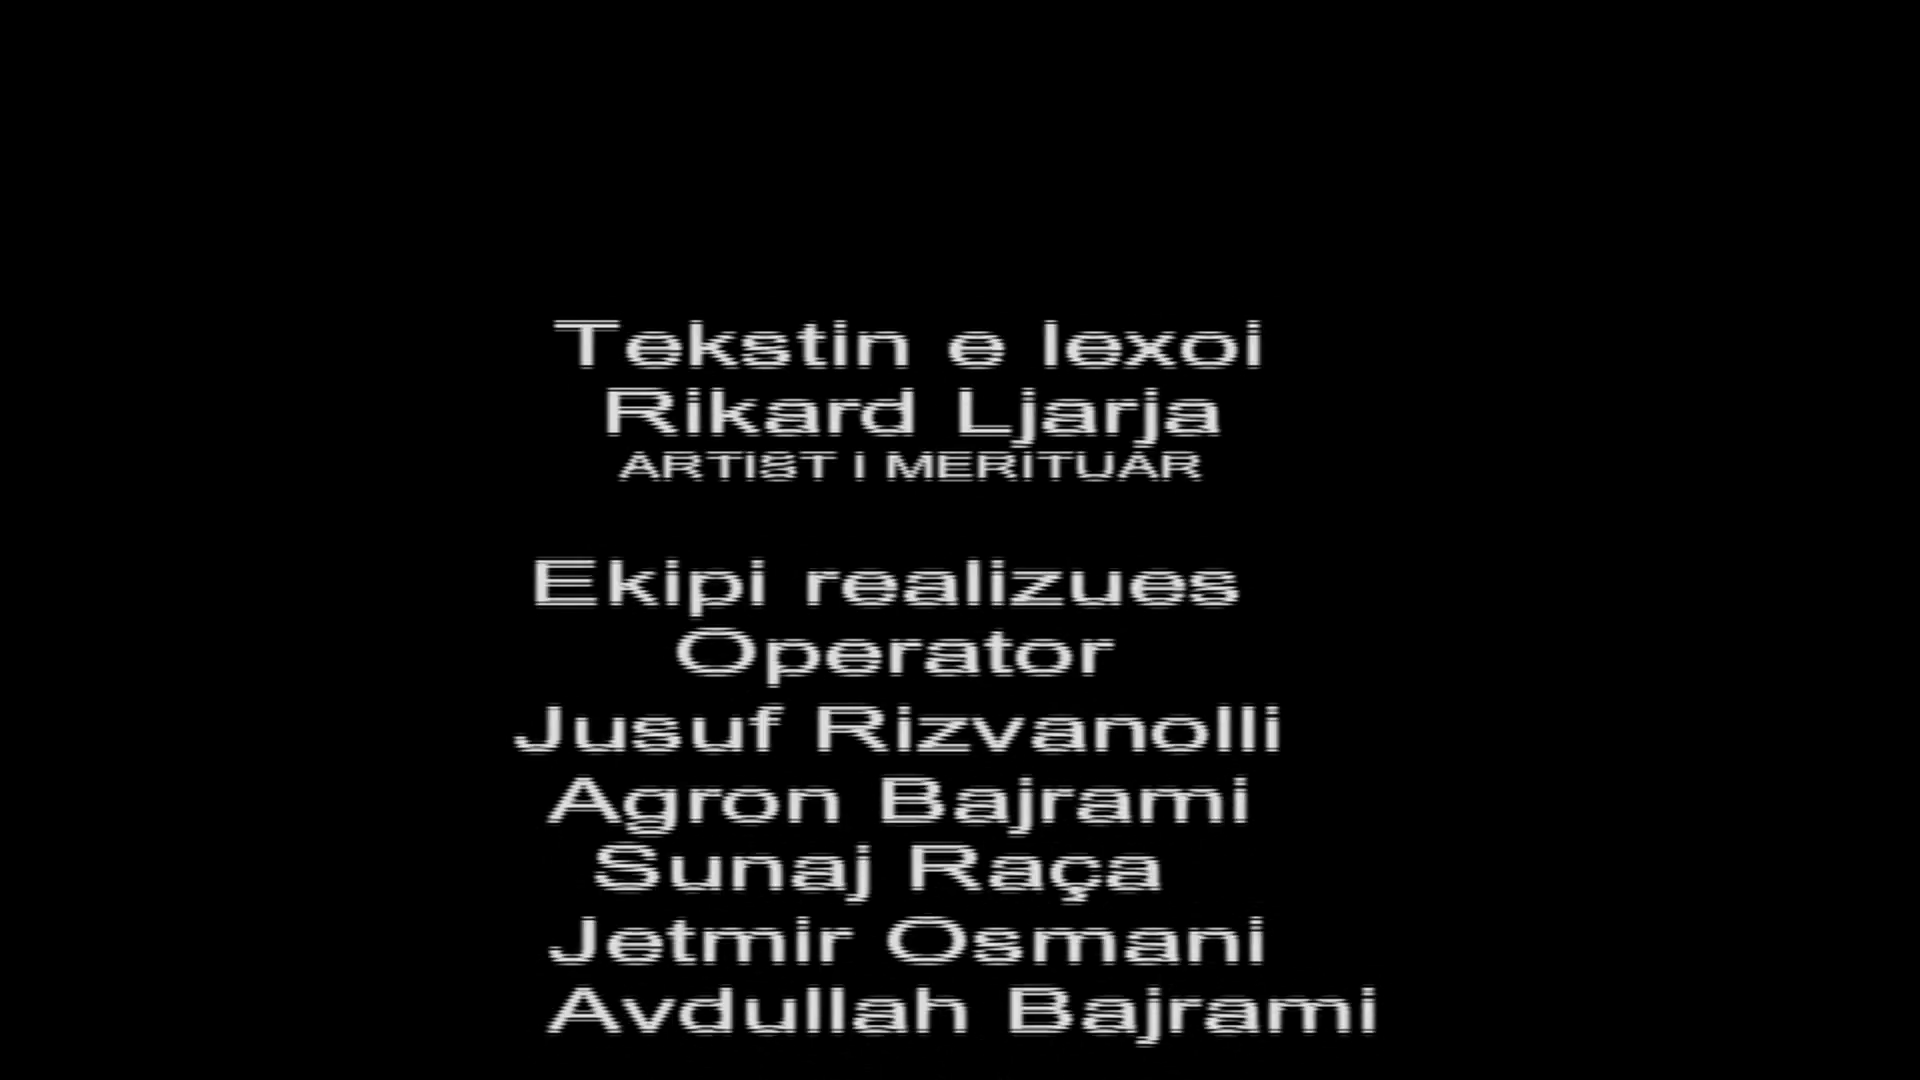 Tekstin e lexoi
Rikard Ljarja
ARTIST I MERITUAR
Ekipi realizues
Operator
Jusuf Rizvanolli
Agron Bajrami
Sunaj Raça
Jetmir Osmani
Avdullah Bajrami